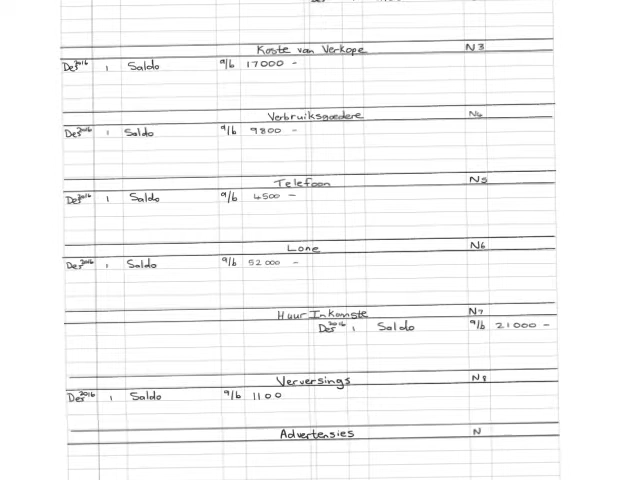 Koste van Verkope N3
Des 2016 1 Saldo a/b 17000 -
Verbruiksgoedere N4
Des 2016 1 Saldo a/b 9800 -
Telefoon N5
Des 2016 1 Saldo a/b 4500 -
Lone N6
Des 2016 1 Saldo a/b 52000 -
Huur Inkomste N7
Des 2016 1 Saldo a/b 21000 -
Verversings N8
Des 2016 1 Saldo a/b 1100
Advertensies N